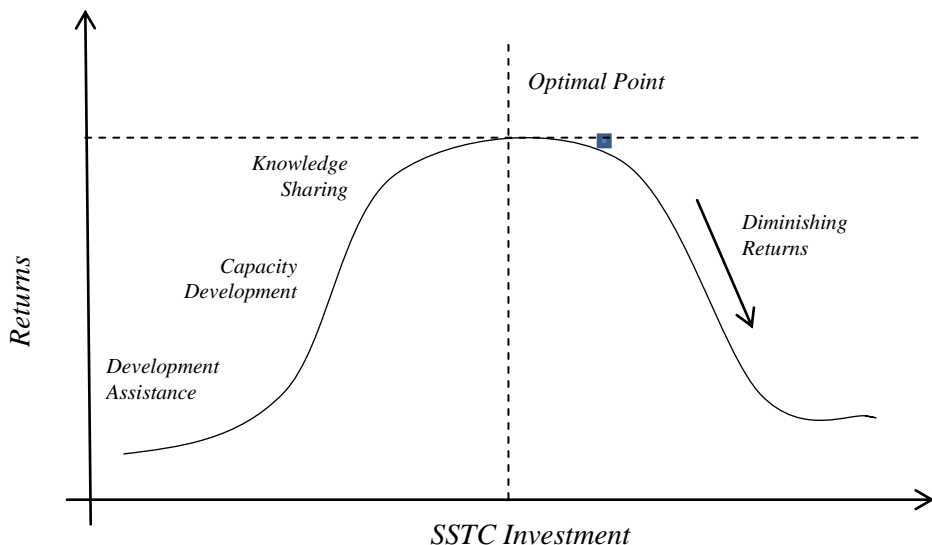 Optimal Point
Knowledge
Sharing
Diminishing
Returns
Capacity
Development
Returns
Development
Assistance
SSTC Investment